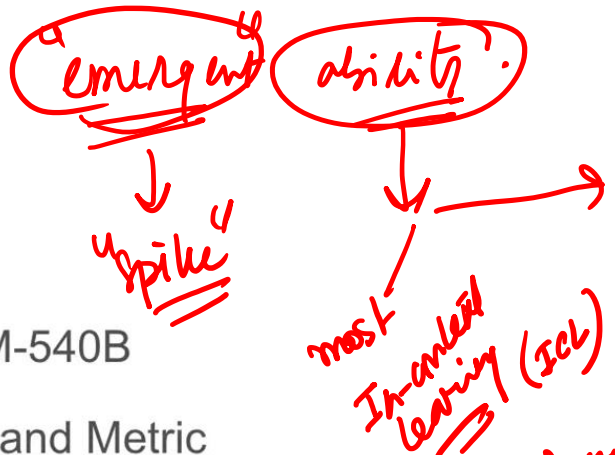 "emergent" ability.
"spike"
M-540B
most
In-context
learning (ICL)
and Metric